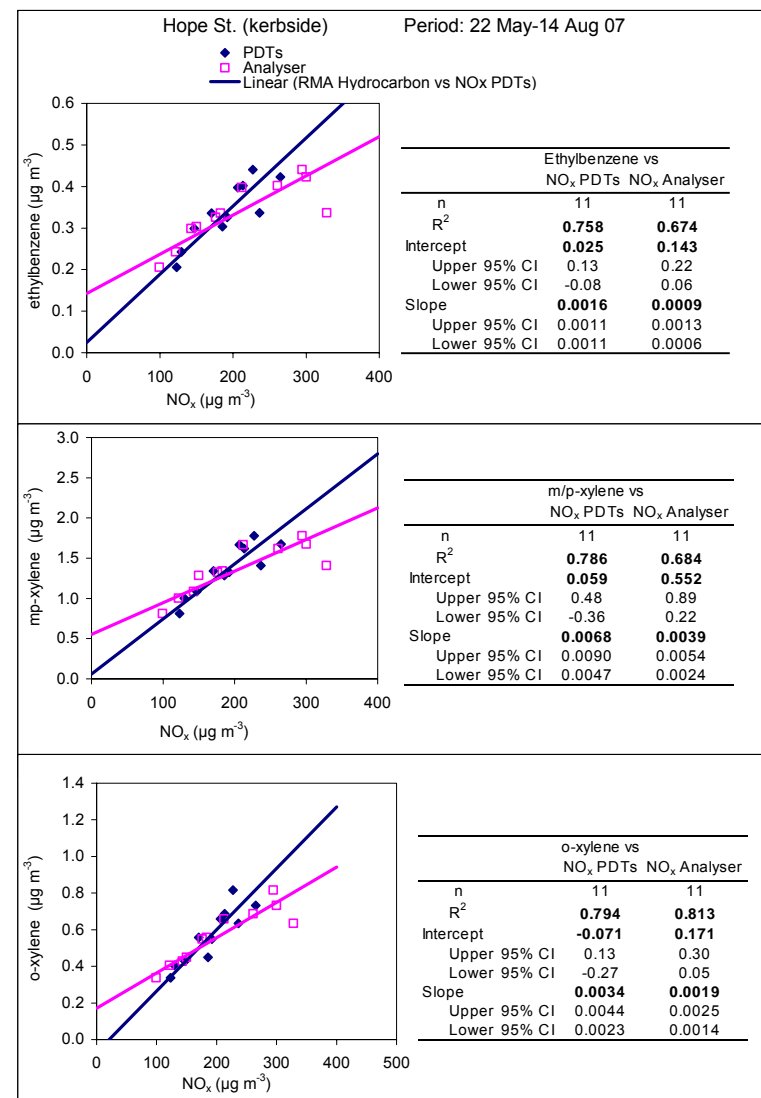 Hope St. (kerbside) Period: 22 May-14 Aug 07
PDTs
Analyser
Linear (RMA Hydrocarbon vs NOx PDTs)
ethylbenzene (µg m⁻³)
0.6
0.5
0.4
0.3
0.2
0.1
0.0
0 100 200 300 400
NOₓ (µg m⁻³)
Ethylbenzene vs
NOₓ PDTs NOₓ Analyser
n 11 11
R² 0.758 0.674
Intercept 0.025 0.143
Upper 95% CI 0.13 0.22
Lower 95% CI -0.08 0.06
Slope 0.0016 0.0009
Upper 95% CI 0.0011 0.0013
Lower 95% CI 0.0011 0.0006
mp-xylene (µg m⁻³)
3.0
2.5
2.0
1.5
1.0
0.5
0.0
0 100 200 300 400
NOₓ (µg m⁻³)
m/p-xylene vs
NOₓ PDTs NOₓ Analyser
n 11 11
R² 0.786 0.684
Intercept 0.059 0.552
Upper 95% CI 0.48 0.89
Lower 95% CI -0.36 0.22
Slope 0.0068 0.0039
Upper 95% CI 0.0090 0.0054
Lower 95% CI 0.0047 0.0024
o-xylene (µg m⁻³)
1.4
1.2
1.0
0.8
0.6
0.4
0.2
0.0
0 100 200 300 400 500
NOₓ (µg m⁻³)
o-xylene vs
NOₓ PDTs NOₓ Analyser
n 11 11
R² 0.794 0.813
Intercept -0.071 0.171
Upper 95% CI 0.13 0.30
Lower 95% CI -0.27 0.05
Slope 0.0034 0.0019
Upper 95% CI 0.0044 0.0025
Lower 95% CI 0.0023 0.0014